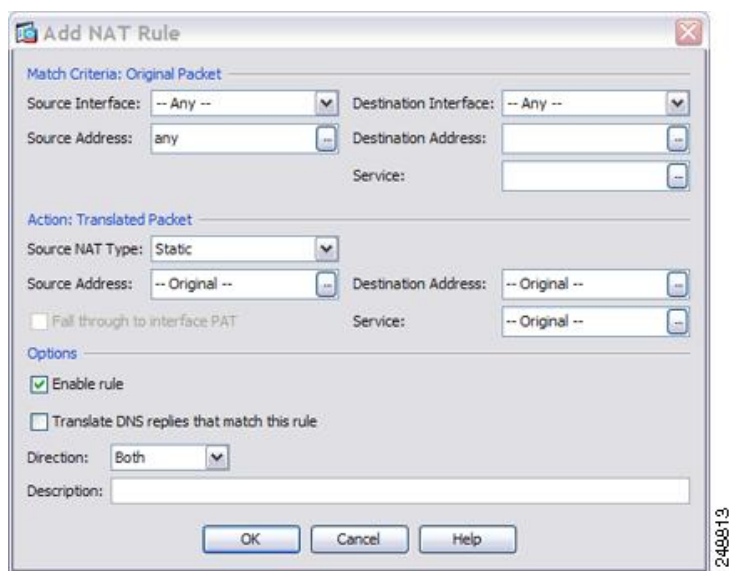 Add NAT Rule
Match Criteria: Original Packet
Source Interface: -- Any -- Destination Interface: -- Any --
Source Address: any ... Destination Address: ...
Service: ...
Action: Translated Packet
Source NAT Type: Static
Source Address: -- Original -- ... Destination Address: -- Original -- ...
Fall through to interface PAT Service: -- Original -- ...
Options
Enable rule
Translate DNS replies that match this rule
Direction: Both
Description:
OK Cancel Help
248813